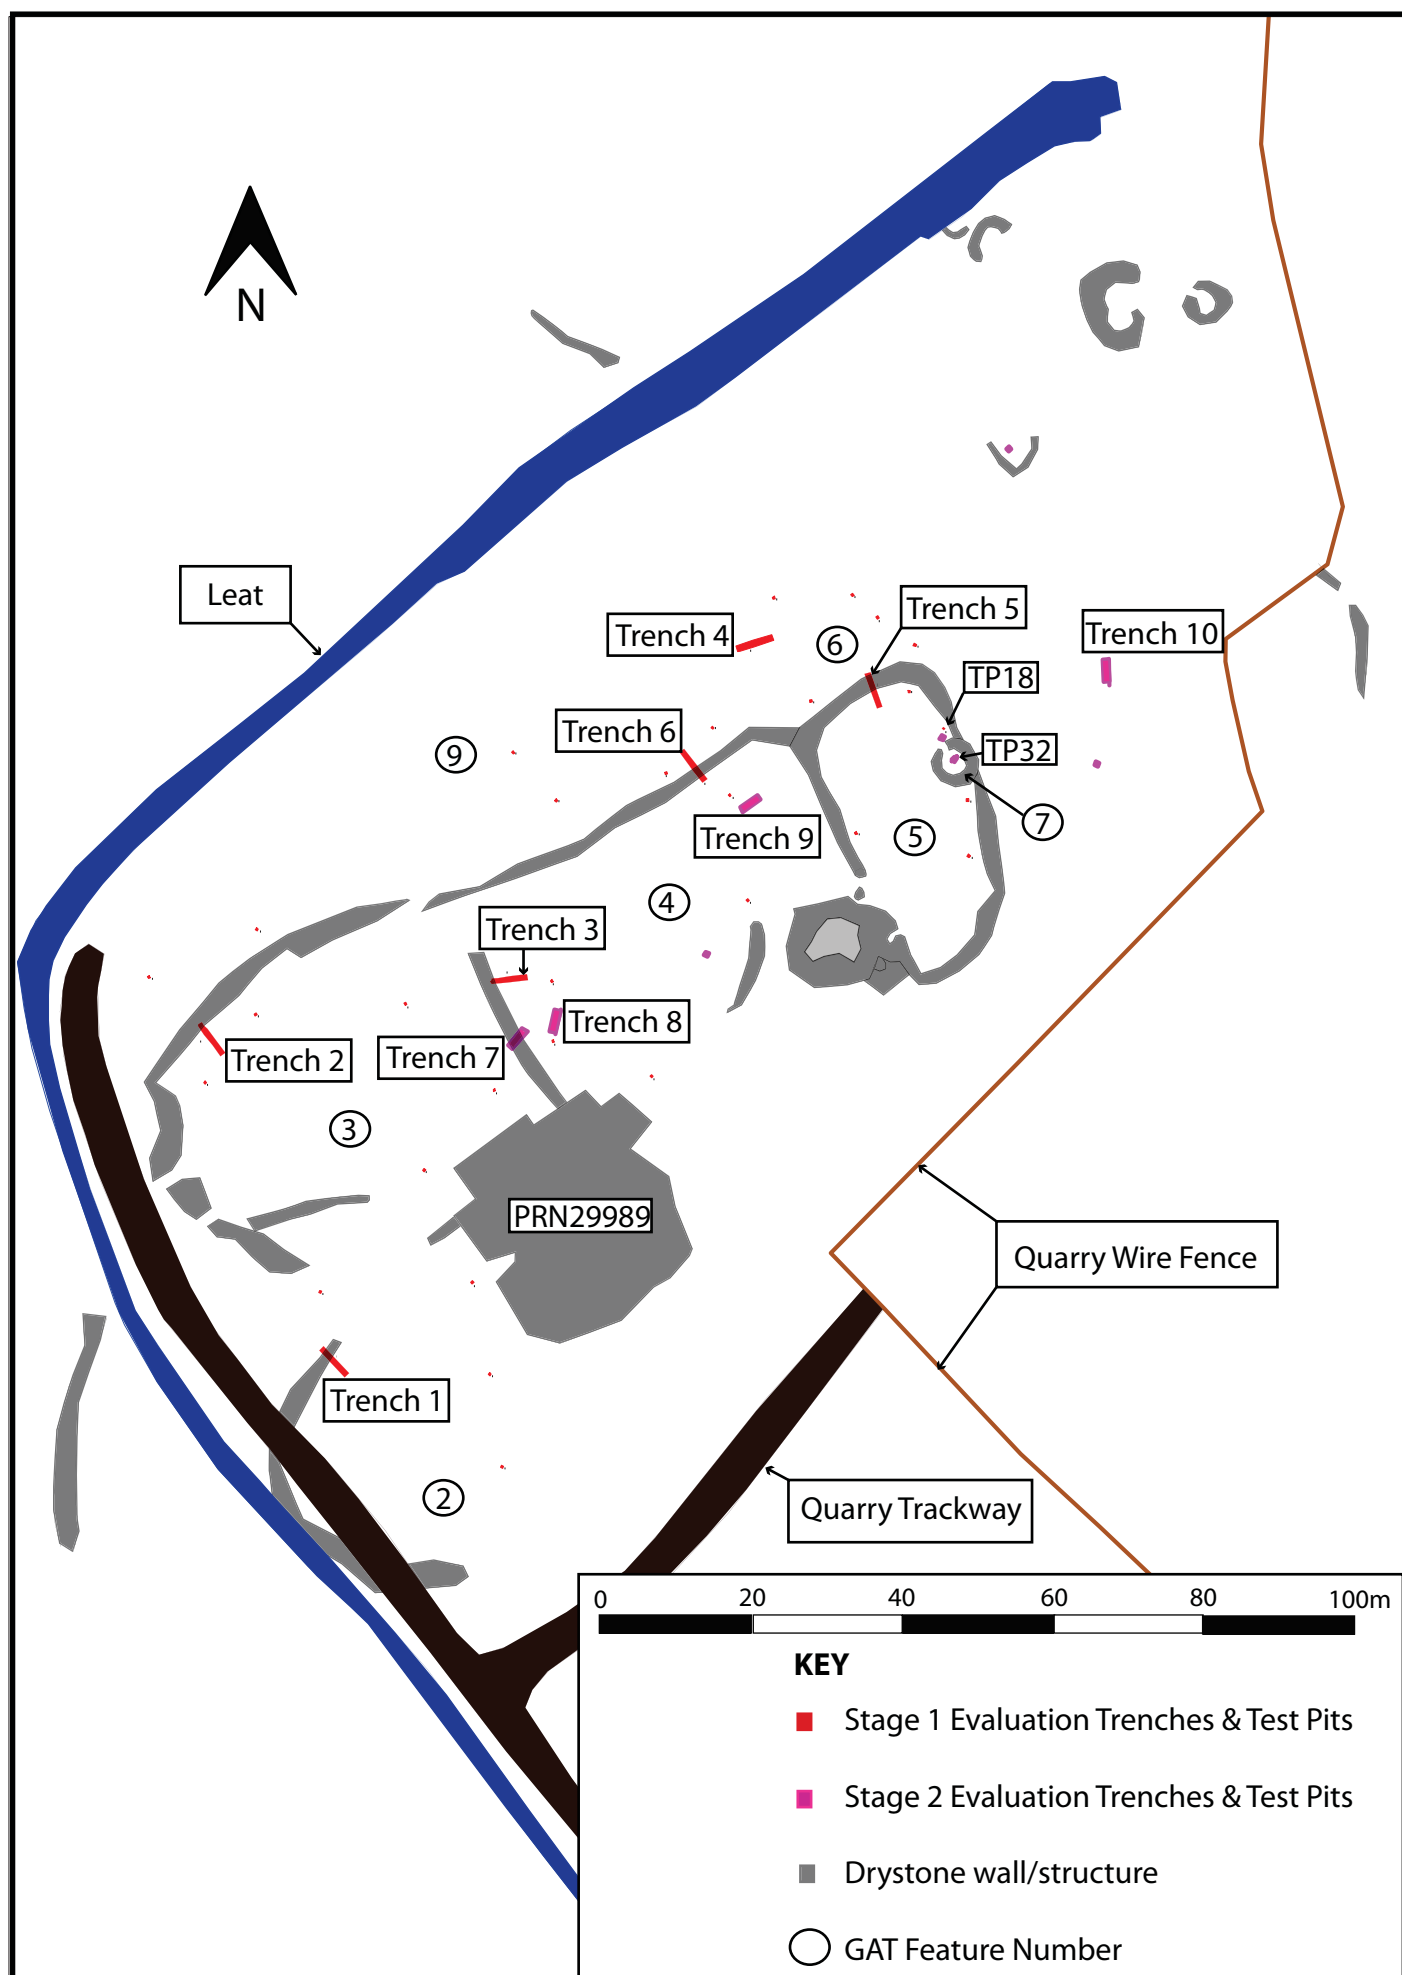 N
Leat
Trench 4
6
Trench 5
Trench 10
TP18
Trench 6
9
TP32
7
Trench 9
5
4
Trench 3
Trench 8
Trench 2
Trench 7
3
PRN29989
Quarry Wire Fence
Trench 1
2
Quarry Trackway
0 20 40 60 80 100m
KEY
Stage 1 Evaluation Trenches & Test Pits
Stage 2 Evaluation Trenches & Test Pits
Drystone wall/structure
GAT Feature Number